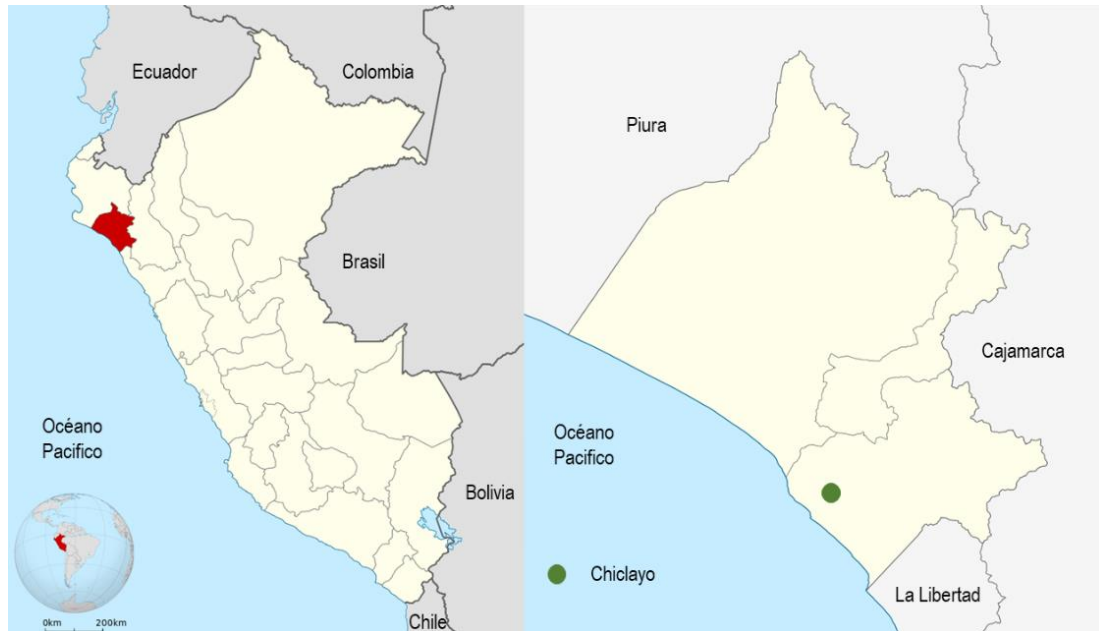 Ecuador
Colombia
Brasil
Océano
Pacifico
Bolivia
Chile
0km
200km
Piura
Cajamarca
Océano
Pacifico
Chiclayo
La Libertad